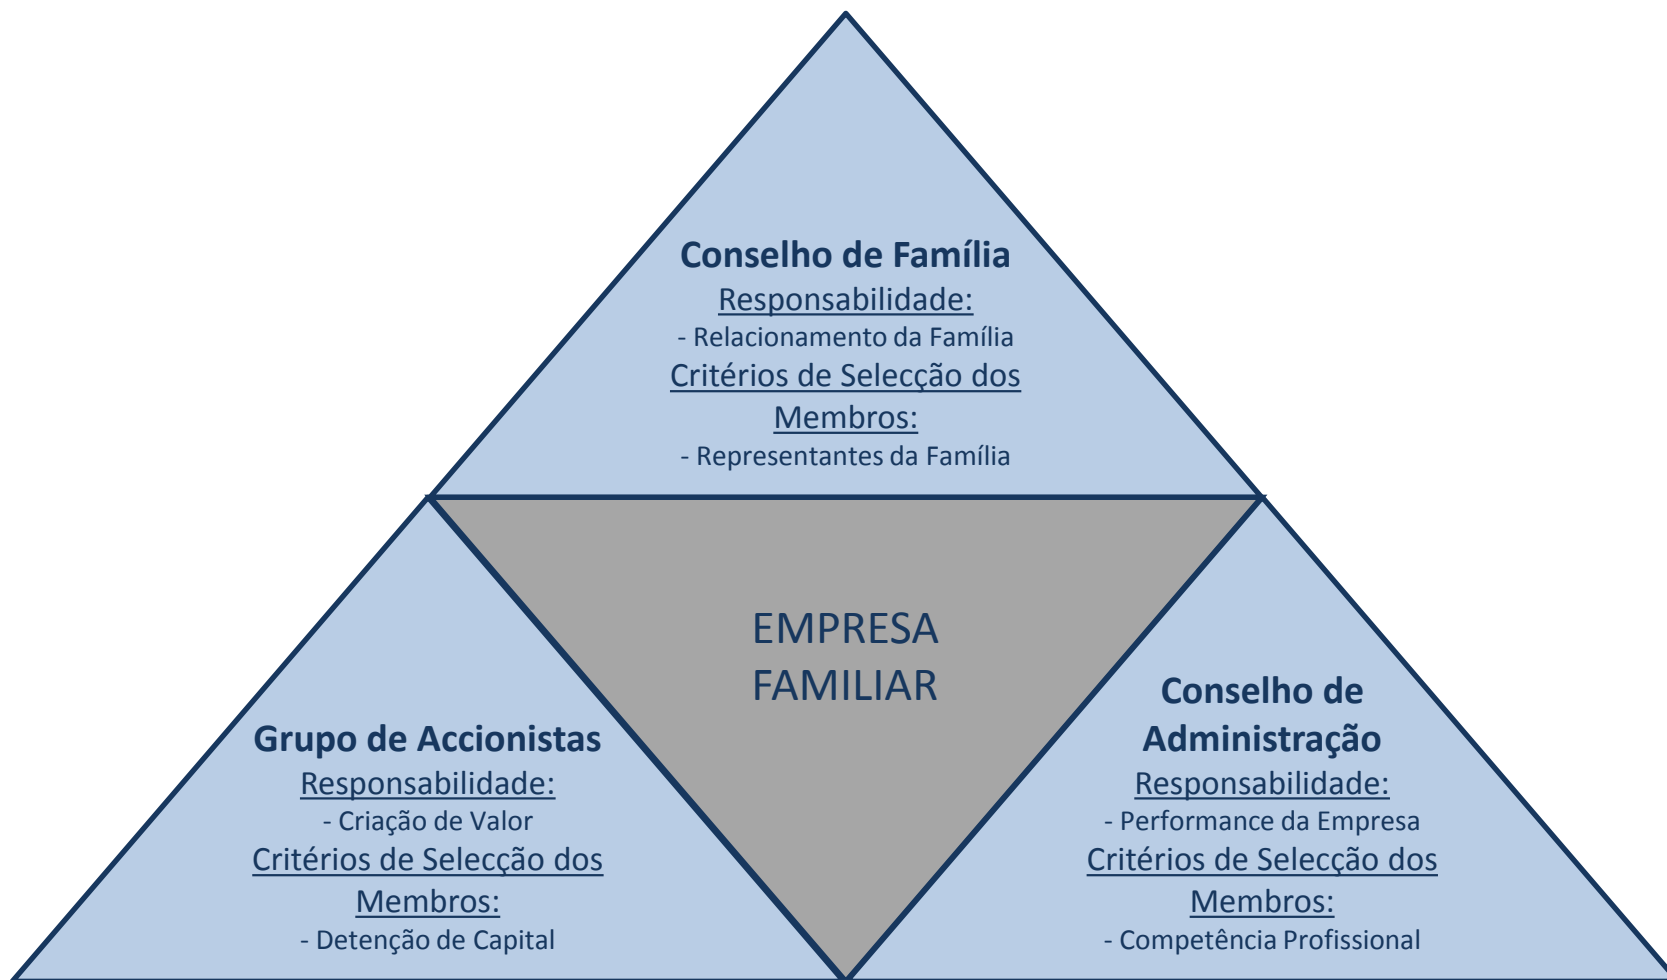 Conselho de Família
Responsabilidade:
- Relacionamento da Família
Critérios de Selecção dos
Membros:
- Representantes da Família
EMPRESA
FAMILIAR
Grupo de Accionistas
Responsabilidade:
- Criação de Valor
Critérios de Selecção dos
Membros:
- Detenção de Capital
Conselho de
Administração
Responsabilidade:
- Performance da Empresa
Critérios de Selecção dos
Membros:
- Competência Profissional